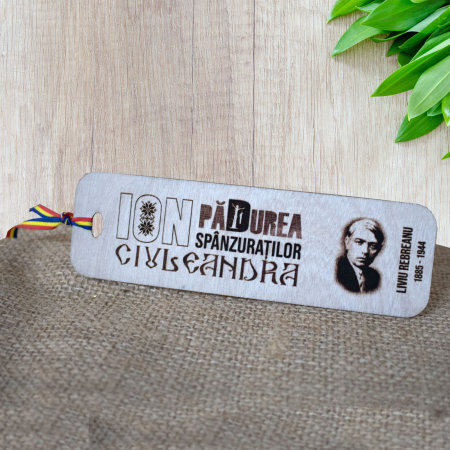 ION
PĂDUREA
SPÂNZURAȚILOR
CIULEANDRA
LIVIU REBREANU
1885 - 1944